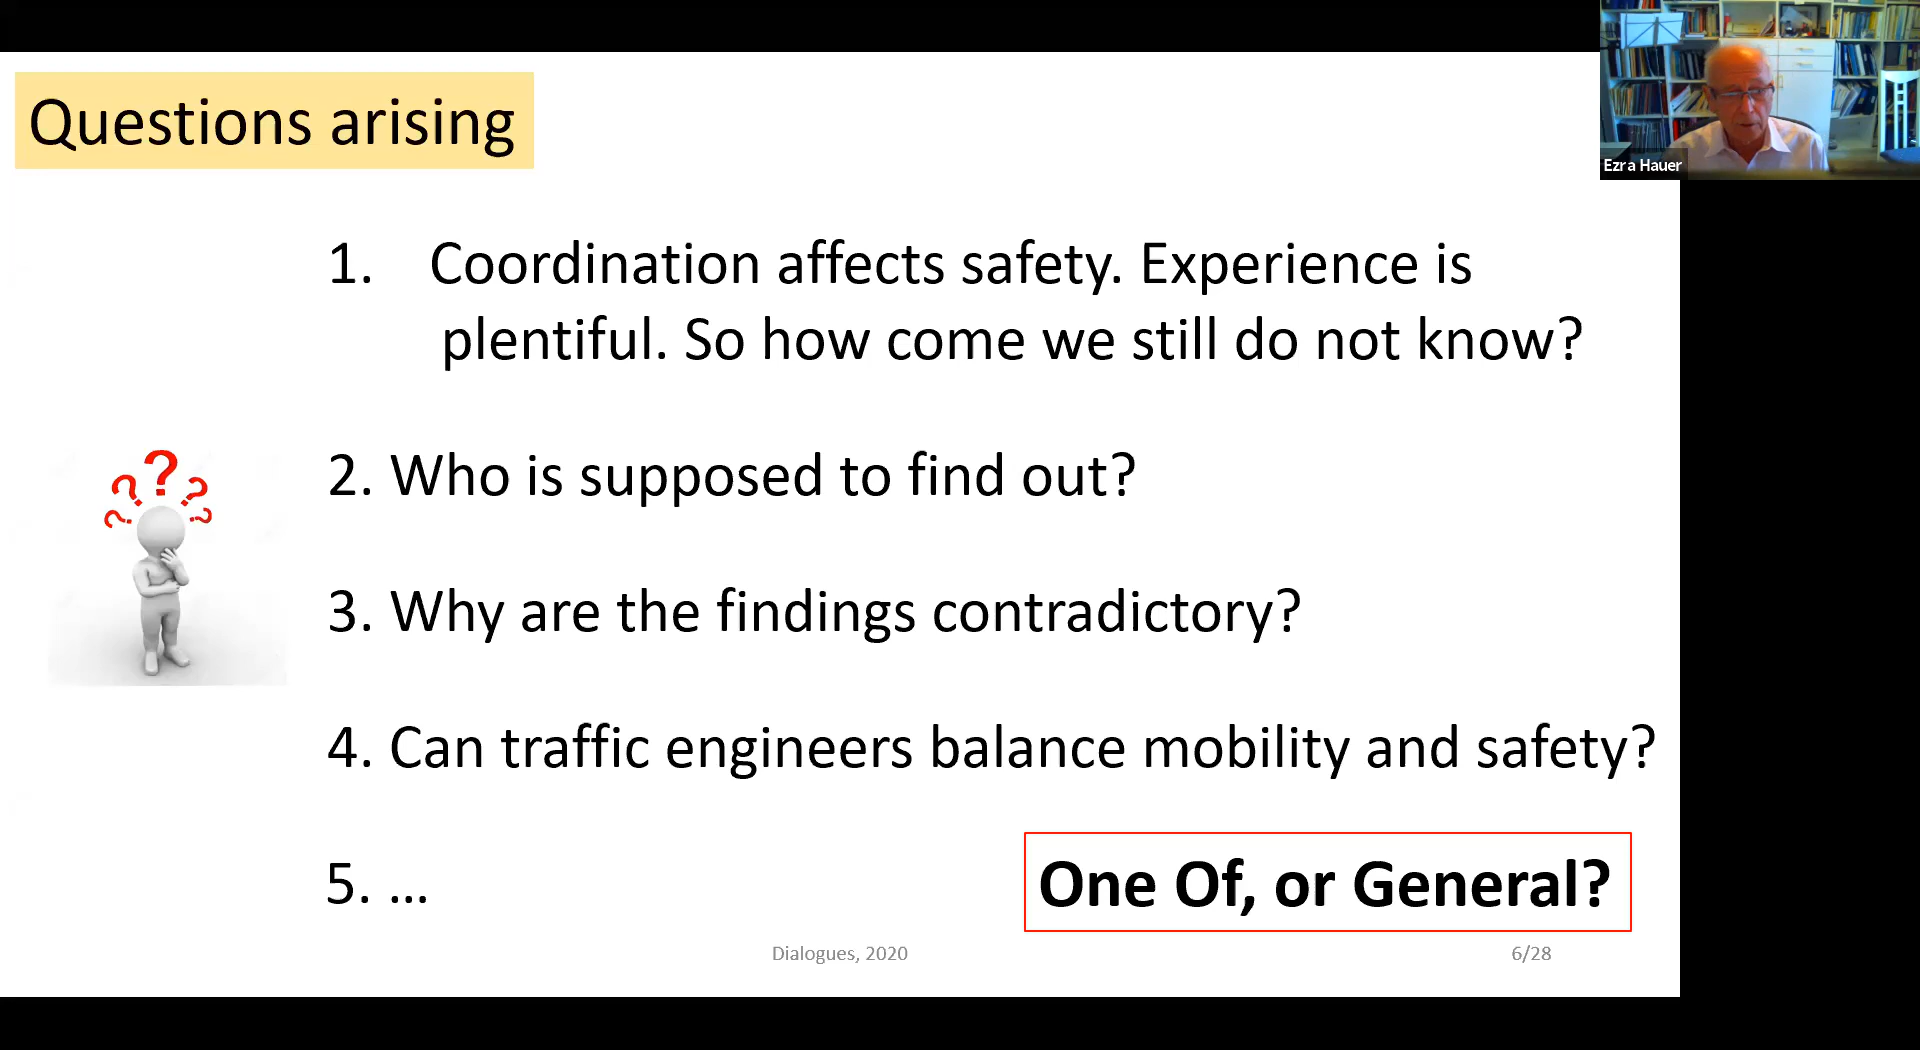 Questions arising
Ezra Hauer
1. Coordination affects safety. Experience is
plentiful. So how come we still do not know?
? ? ? ? ?
2. Who is supposed to find out?
3. Why are the findings contradictory?
4. Can traffic engineers balance mobility and safety?
5. ...
One Of, or General?
Dialogues, 2020
6/28